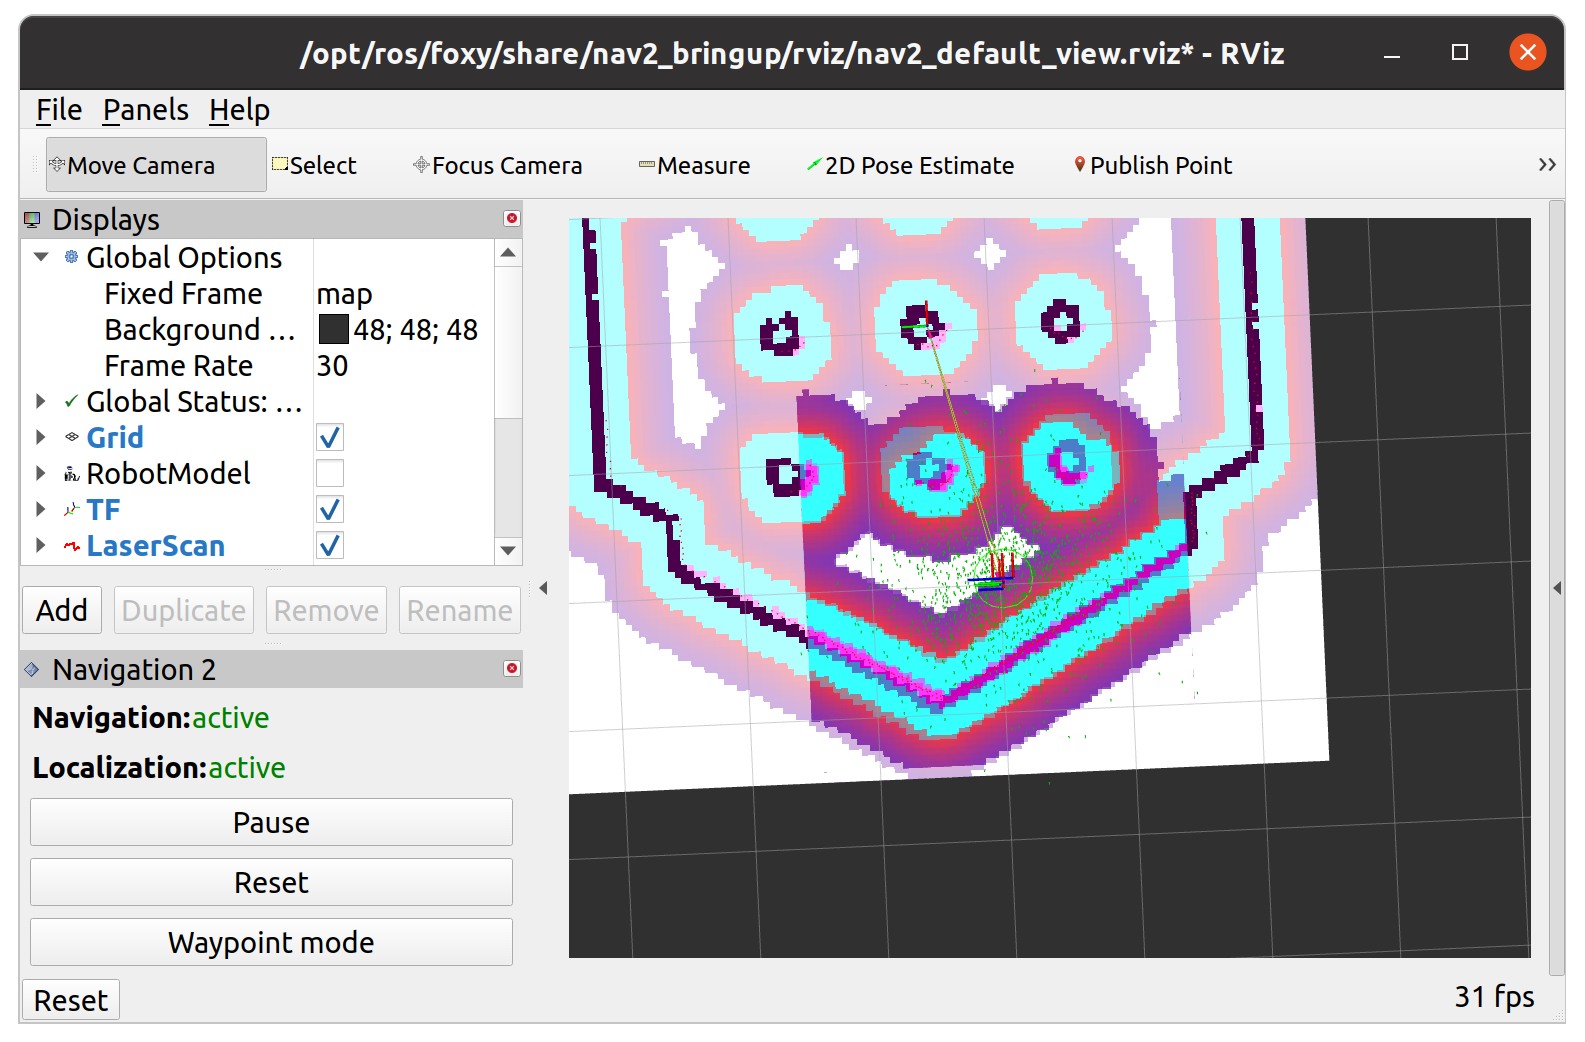 /opt/ros/foxy/share/nav2_bringup/rviz/nav2_default_view.rviz* - RViz
File Panels Help
Move Camera Select Focus Camera Measure 2D Pose Estimate Publish Point
Displays
Global Options
Fixed Frame map
Background ... 48; 48; 48
Frame Rate 30
Global Status: ...
Grid
RobotModel
TF
LaserScan
Add Duplicate Remove Rename
Navigation 2
Navigation:active
Localization:active
Pause
Reset
Waypoint mode
Reset 31 fps